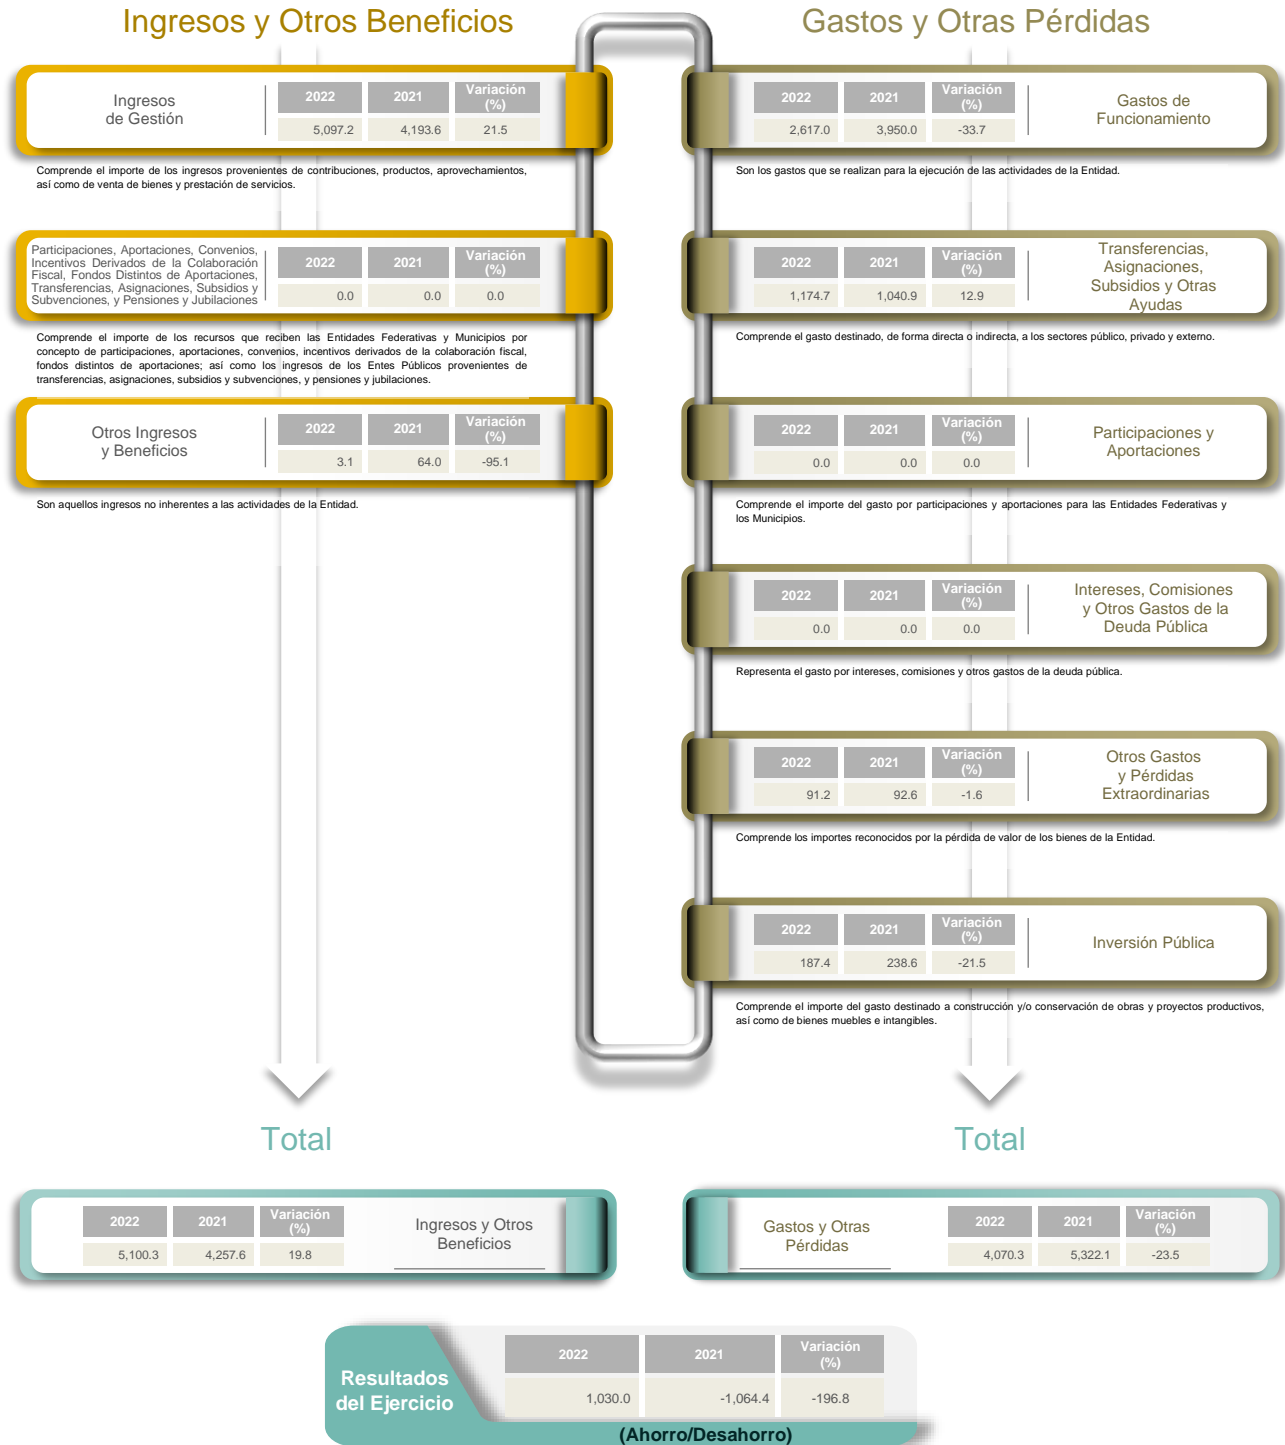 Ingresos y Otros Beneficios
Ingresos
de Gestión
2022 2021 Variación
(%)
5,097.2 4,193.6 21.5
Comprende el importe de los ingresos provenientes de contribuciones, productos, aprovechamientos,
así como de venta de bienes y prestación de servicios.
Participaciones, Aportaciones, Convenios,
Incentivos Derivados de la Colaboración
Fiscal, Fondos Distintos de Aportaciones,
Transferencias, Asignaciones, Subsidios y
Subvenciones, y Pensiones y Jubilaciones
2022 2021 Variación
(%)
0.0 0.0 0.0
Comprende el importe de los recursos que reciben las Entidades Federativas y Municipios por
concepto de participaciones, aportaciones, convenios, incentivos derivados de la colaboración fiscal,
fondos distintos de aportaciones; así como los ingresos de los Entes Públicos provenientes de
transferencias, asignaciones, subsidios y subvenciones, y pensiones y jubilaciones.
Otros Ingresos
y Beneficios
2022 2021 Variación
(%)
3.1 64.0 -95.1
Son aquellos ingresos no inherentes a las actividades de la Entidad.
Gastos y Otras Pérdidas
2022 2021 Variación
(%)
2,617.0 3,950.0 -33.7
Gastos de
Funcionamiento
Son los gastos que se realizan para la ejecución de las actividades de la Entidad.
2022 2021 Variación
(%)
1,174.7 1,040.9 12.9
Transferencias,
Asignaciones,
Subsidios y Otras
Ayudas
Comprende el gasto destinado, de forma directa o indirecta, a los sectores público, privado y externo.
2022 2021 Variación
(%)
0.0 0.0 0.0
Participaciones y
Aportaciones
Comprende el importe del gasto por participaciones y aportaciones para las Entidades Federativas y
los Municipios.
2022 2021 Variación
(%)
0.0 0.0 0.0
Intereses, Comisiones
y Otros Gastos de la
Deuda Pública
Representa el gasto por intereses, comisiones y otros gastos de la deuda pública.
2022 2021 Variación
(%)
91.2 92.6 -1.6
Otros Gastos
y Pérdidas
Extraordinarias
Comprende los importes reconocidos por la pérdida de valor de los bienes de la Entidad.
2022 2021 Variación
(%)
187.4 238.6 -21.5
Inversión Pública
Comprende el importe del gasto destinado a construcción y/o conservación de obras y proyectos productivos,
así como de bienes muebles e intangibles.
Total
2022 2021 Variación
(%)
5,100.3 4,257.6 19.8
Ingresos y Otros
Beneficios
Total
Gastos y Otras
Pérdidas
2022 2021 Variación
(%)
4,070.3 5,322.1 -23.5
Resultados
del Ejercicio
2022 2021 Variación
(%)
1,030.0 -1,064.4 -196.8
(Ahorro/Desahorro)